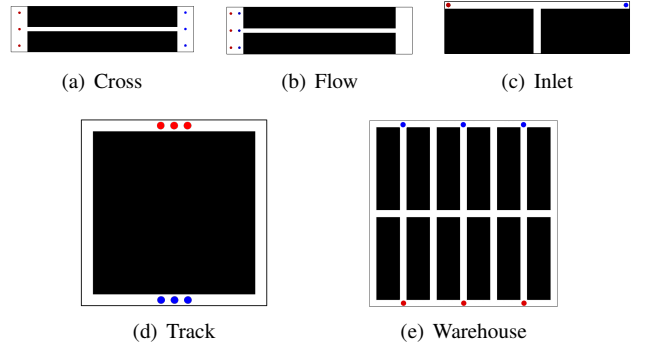 (a) Cross
(b) Flow
(c) Inlet
(d) Track
(e) Warehouse